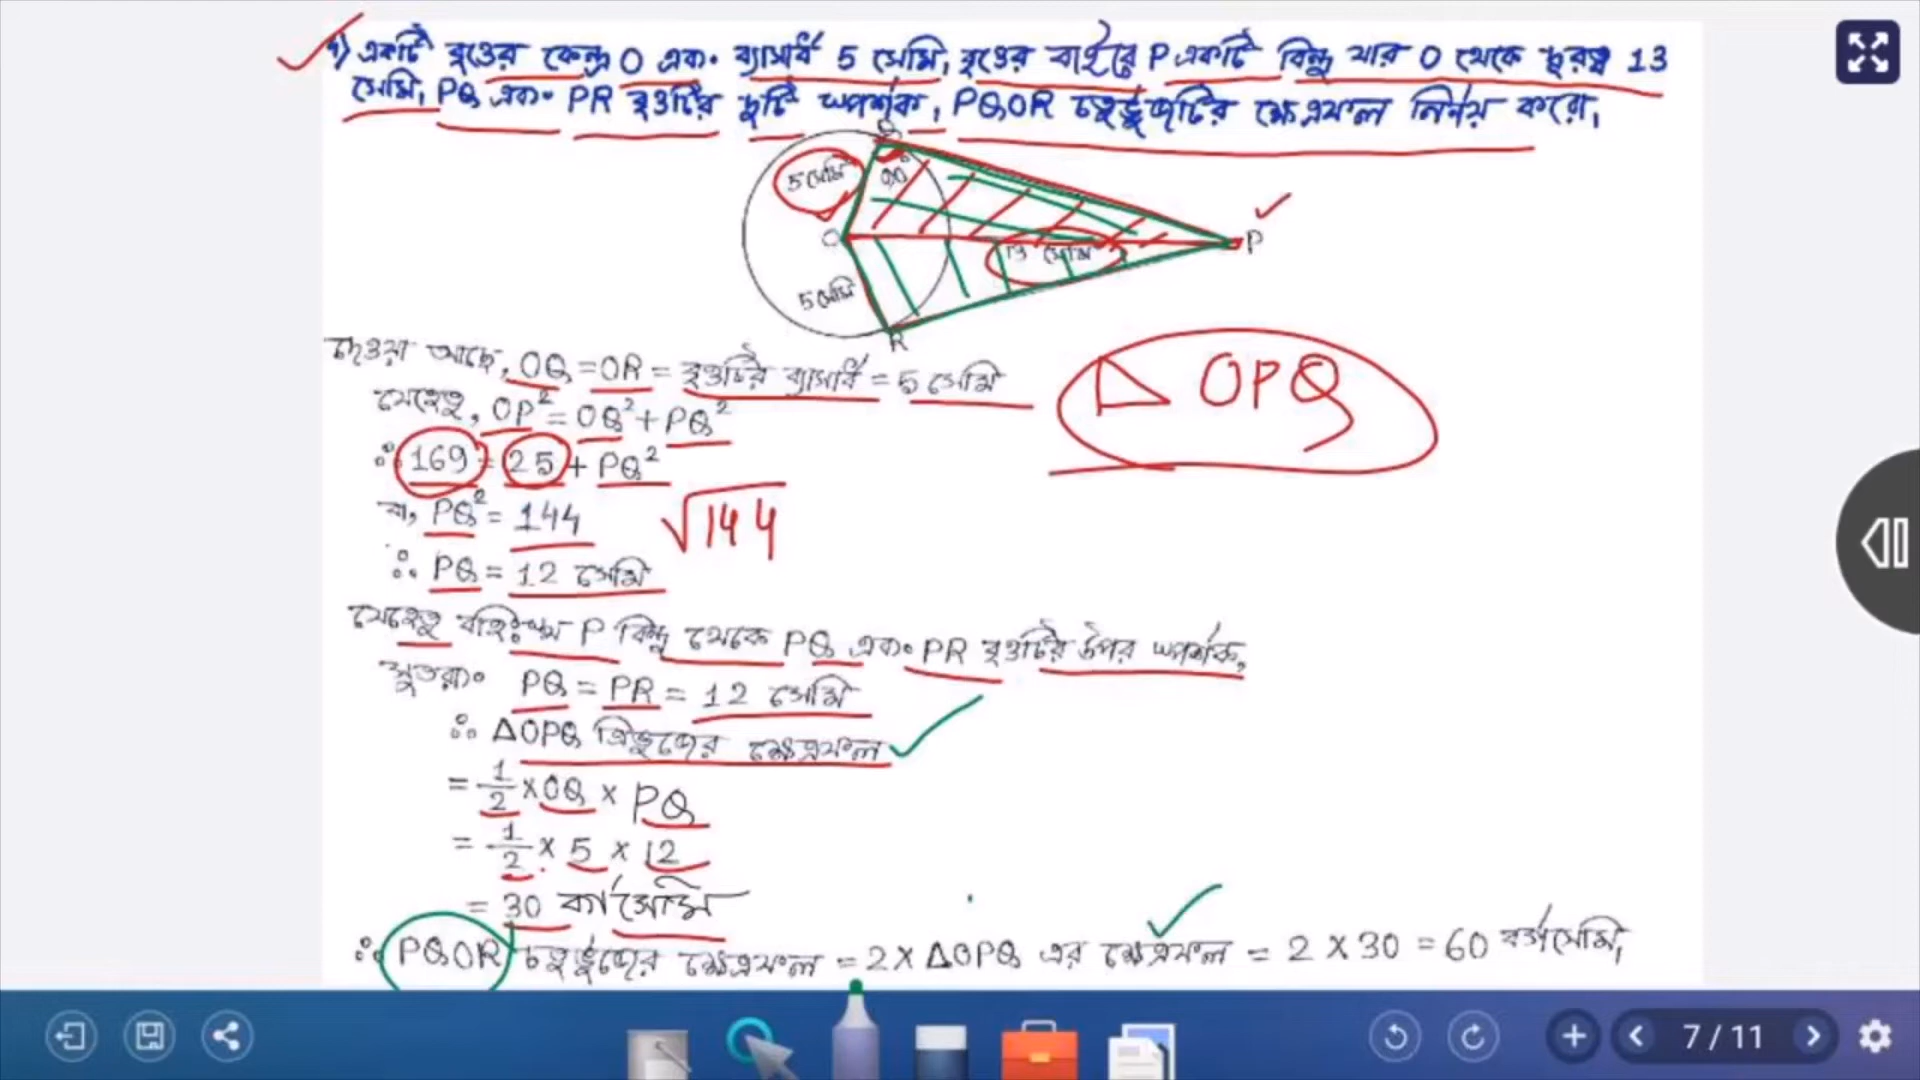 ৭) একটি বৃত্তের কেন্দ্র O এবং ব্যাসার্ধ 5 সেমি, বৃত্তের বাইরে P একটি বিন্দু যার O থেকে দূরত্ব 13
সেমি, PQ এবং PR বৃত্তটির দুটি স্পর্শক, PQOR চতুর্ভুজটির ক্ষেত্রফল নির্ণয় করো,
Q
5 সেমি
90°
O
13 সেমি
P
5 সেমি
R
দেওয়া আছে, OQ = OR = বৃত্তটির ব্যাসার্ধ = 5 সেমি
△ OPQ
যেহেতু, OP² = OQ² + PQ²
∴ 169 = 25 + PQ²
বা, PQ² = 144
√144
∴ PQ = 12 সেমি
যেহেতু বহিঃস্থ P বিন্দু থেকে PQ এবং PR বৃত্তটির উপর স্পর্শক,
সুতরাং PQ = PR = 12 সেমি
∴ ΔOPQ ত্রিভুজের ক্ষেত্রফল
= 1/2 × OQ × PQ
= 1/2 × 5 × 12
= 30 বর্গসেমি
∴ PQOR চতুর্ভুজের ক্ষেত্রফল = 2 × ΔOPQ এর ক্ষেত্রফল = 2 × 30 = 60 বর্গসেমি,
7 / 11